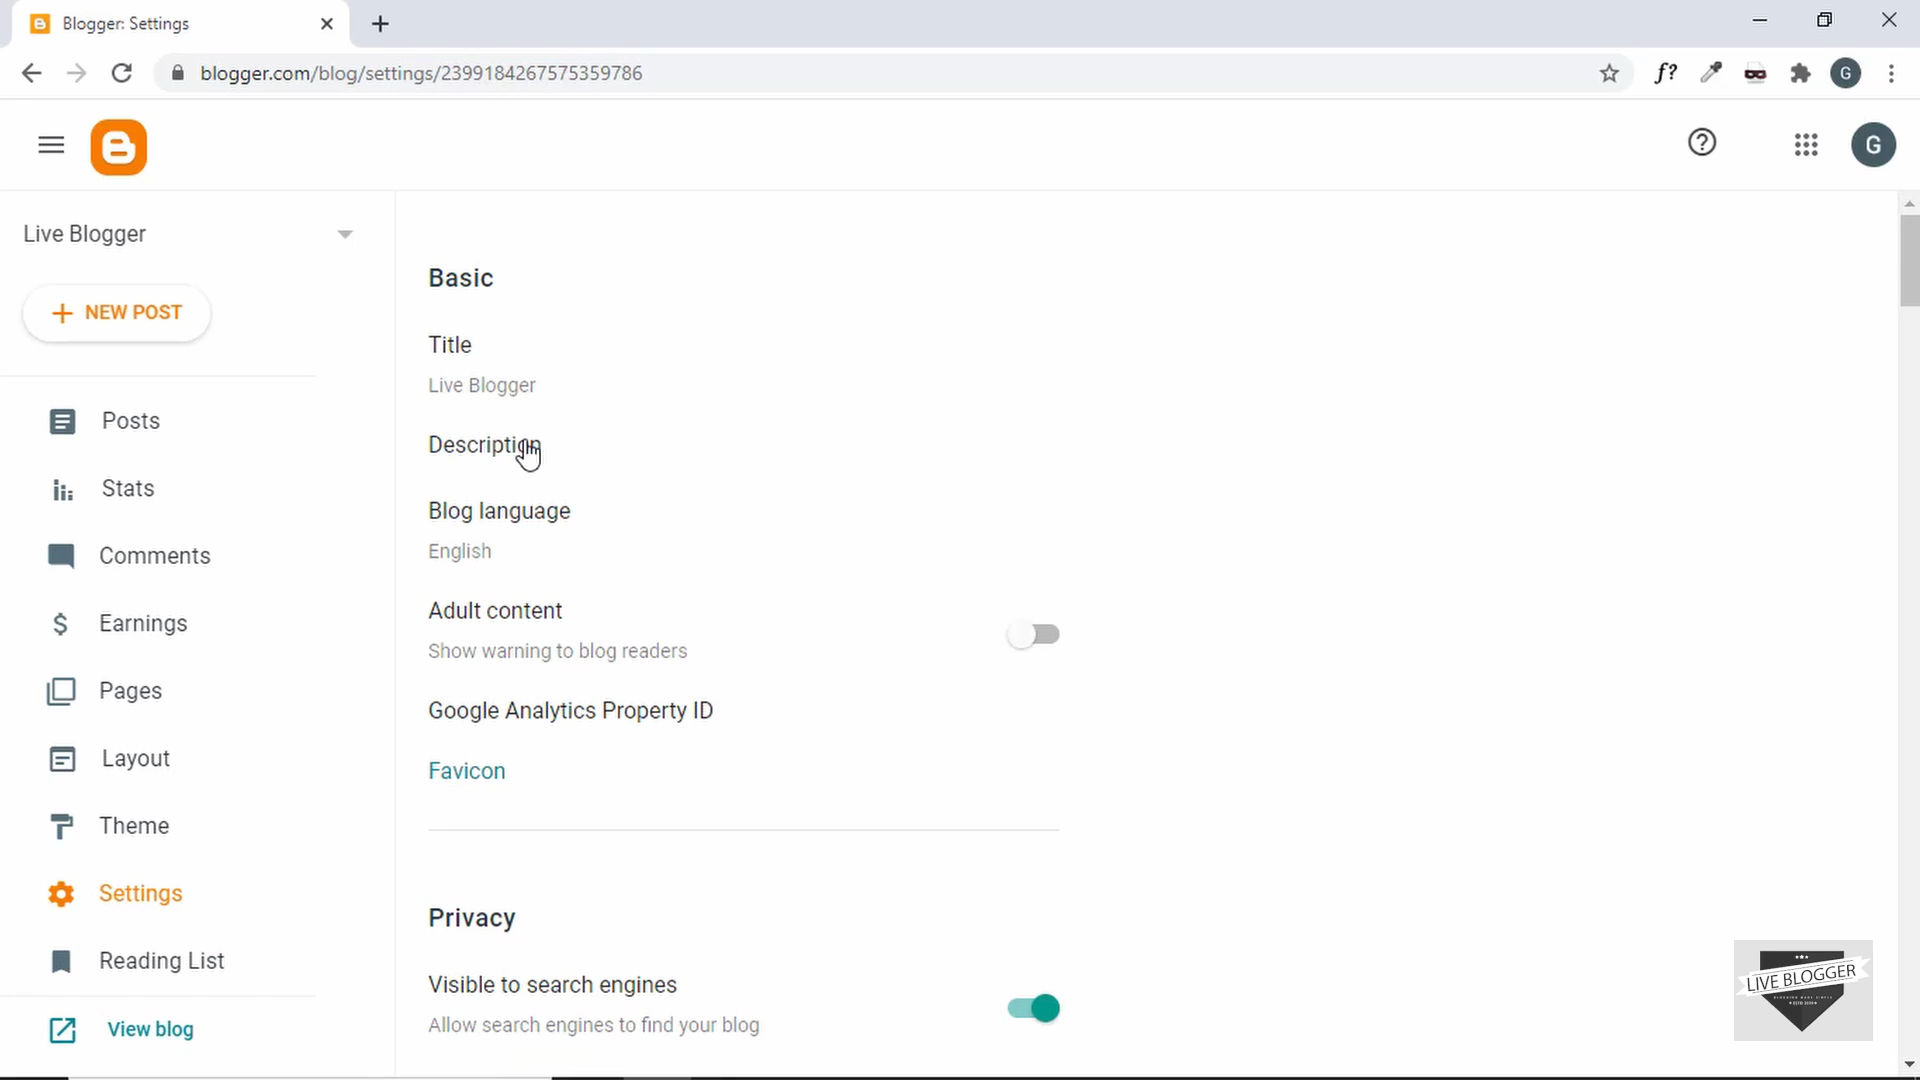 Blogger: Settings
blogger.com/blog/settings/2399184267575359786
f?
G
G
Live Blogger
NEW POST
Posts
Stats
Comments
Earnings
Pages
Layout
Theme
Settings
Reading List
View blog
Basic
Title
Live Blogger
Description
Blog language
English
Adult content
Show warning to blog readers
Google Analytics Property ID
Favicon
Privacy
Visible to search engines
Allow search engines to find your blog
LIVE BLOGGER